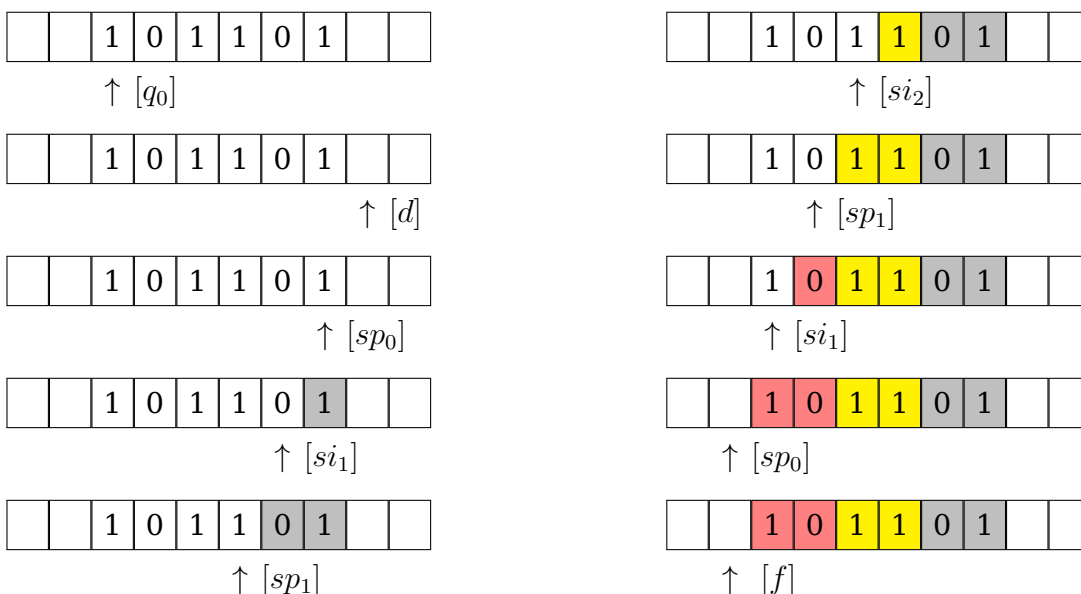 1 0 1 1 0 1
↑ [q₀]
1 0 1 1 0 1
↑ [d]
1 0 1 1 0 1
↑ [sp₀]
1 0 1 1 0 1
↑ [si₁]
1 0 1 1 0 1
↑ [sp₁]
1 0 1 1 0 1
↑ [si₂]
1 0 1 1 0 1
↑ [sp₁]
1 0 1 1 0 1
↑ [si₁]
1 0 1 1 0 1
↑ [sp₀]
1 0 1 1 0 1
↑ [f]